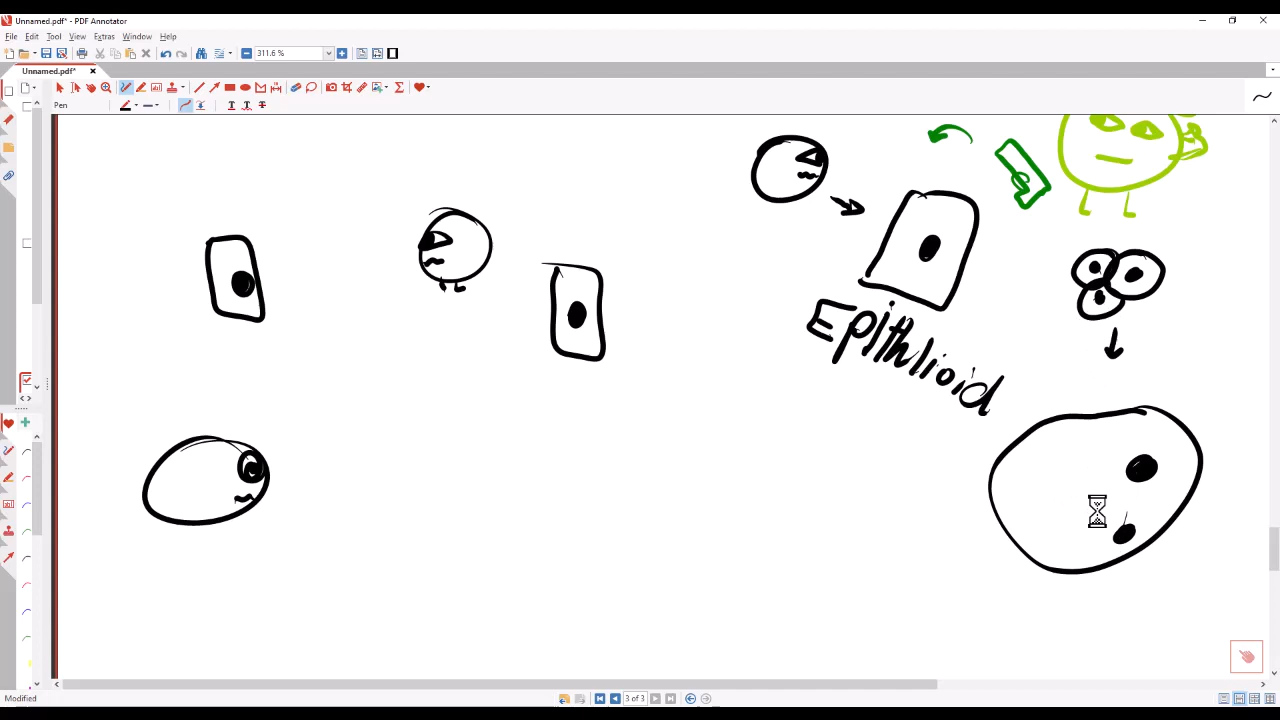 Unnamed.pdf* - PDF Annotator
File Edit Tool View Extras Window Help
311.6 %
Unnamed.pdf*
Pen
Epithlioid
Modified
3 of 3